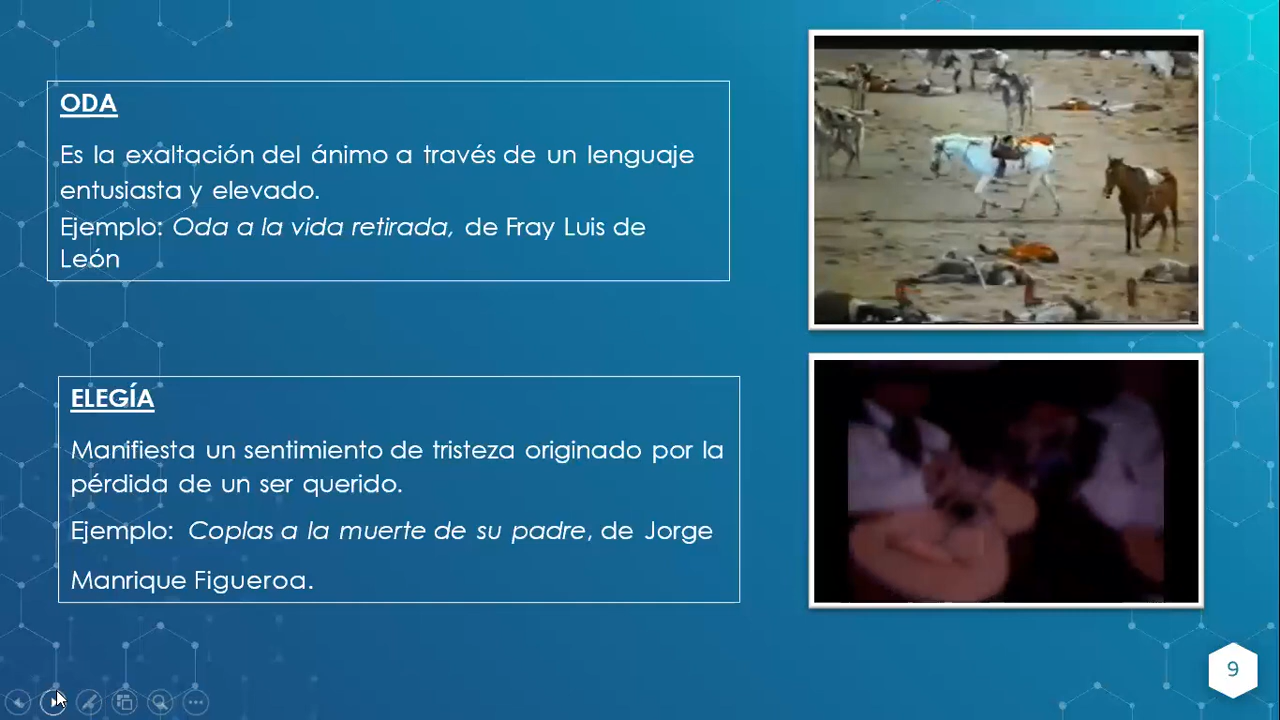 ODA
Es la exaltación del ánimo a través de un lenguaje
entusiasta y elevado.
Ejemplo: Oda a la vida retirada, de Fray Luis de
León
ELEGÍA
Manifiesta un sentimiento de tristeza originado por la
pérdida de un ser querido.
Ejemplo: Coplas a la muerte de su padre, de Jorge
Manrique Figueroa.
9